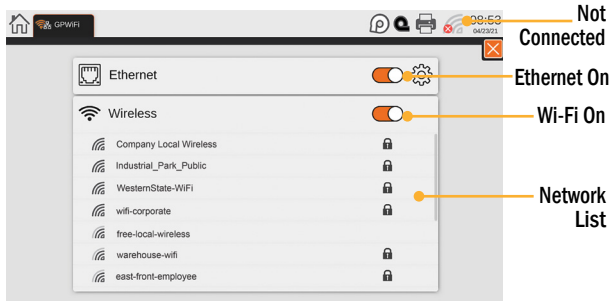 GPWiFi
08:53
04/23/21
Not
Connected
Ethernet
Ethernet On
Wireless
Wi-Fi On
Company Local Wireless
Industrial_Park_Public
WesternState-WiFi
wifi-corporate
free-local-wireless
warehouse-wifi
east-front-employee
Network
List